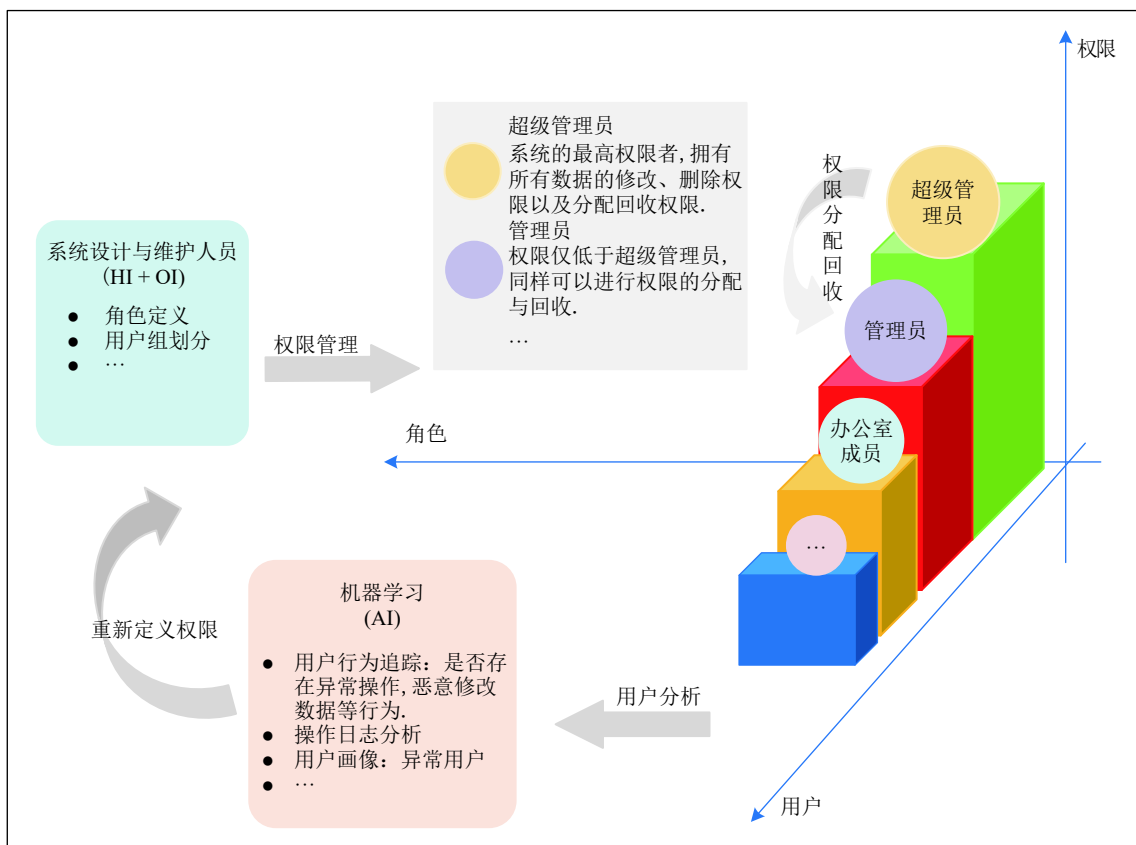 权限
超级管理员
系统的最高权限者, 拥有
所有数据的修改、删除权
限以及分配回收权限.
管理员
权限仅低于超级管理员,
同样可以进行权限的分配
与回收.
…
权限分配回收
超级管
理员
管理员
办公室
成员
…
系统设计与维护人员
(HI + OI)
● 角色定义
● 用户组划分
● …
权限管理
角色
机器学习
(AI)
● 用户行为追踪：是否存
在异常操作, 恶意修改
数据等行为.
● 操作日志分析
● 用户画像：异常用户
● …
重新定义权限
用户分析
用户